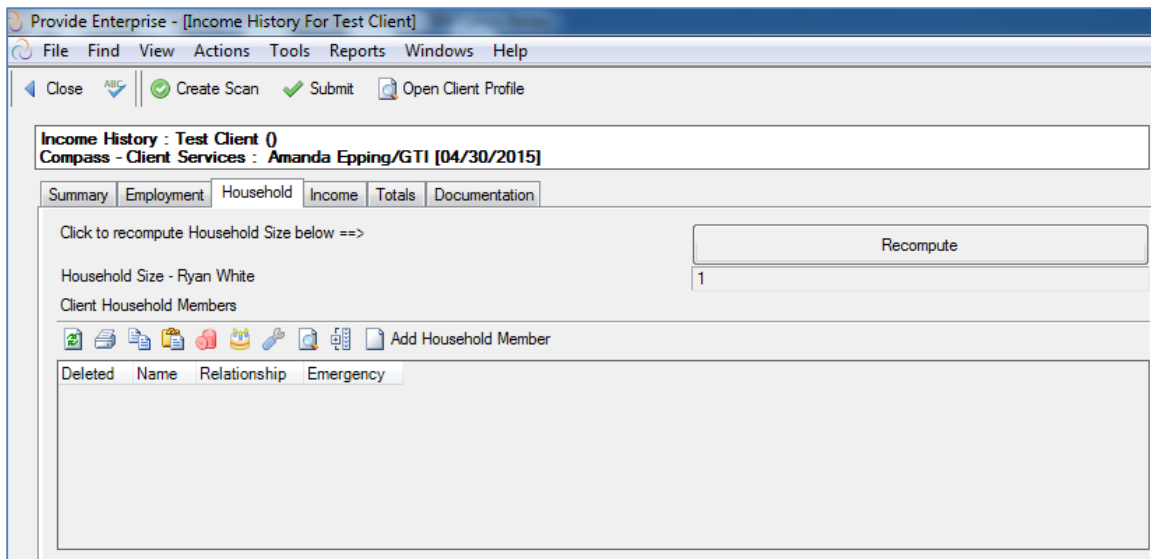 Provide Enterprise - [Income History For Test Client]
File Find View Actions Tools Reports Windows Help
Close ABC Create Scan Submit Open Client Profile
Income History : Test Client ()
Compass - Client Services : Amanda Epping/GTI [04/30/2015]
Summary Employment Household Income Totals Documentation
Click to recompute Household Size below ==> Recompute
Household Size - Ryan White 1
Client Household Members
Add Household Member
Deleted Name Relationship Emergency